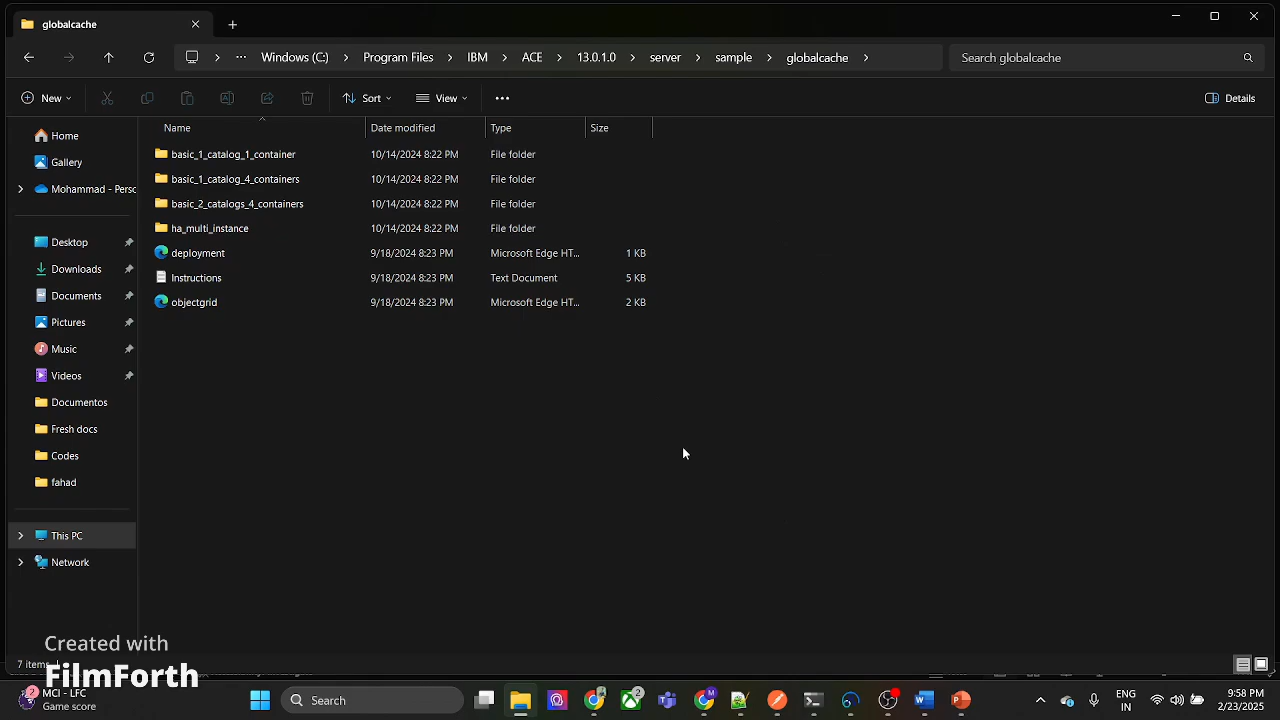 globalcache
Windows (C:) Program Files IBM ACE 13.0.1.0 server sample globalcache
Search globalcache
New Sort View Details
Name Date modified Type Size
basic_1_catalog_1_container 10/14/2024 8:22 PM File folder
basic_1_catalog_4_containers 10/14/2024 8:22 PM File folder
basic_2_catalogs_4_containers 10/14/2024 8:22 PM File folder
ha_multi_instance 10/14/2024 8:22 PM File folder
deployment 9/18/2024 8:23 PM Microsoft Edge HT... 1 KB
Instructions 9/18/2024 8:23 PM Text Document 5 KB
objectgrid 9/18/2024 8:23 PM Microsoft Edge HT... 2 KB
Home
Gallery
Mohammad - Perso
Desktop
Downloads
Documents
Pictures
Music
Videos
Documentos
Fresh docs
Codes
fahad
This PC
Network
7 items
Created with
FilmForth
2
MCI - LFC
Game score
Search
2
M
ENG
IN
9:58 PM
2/23/2025